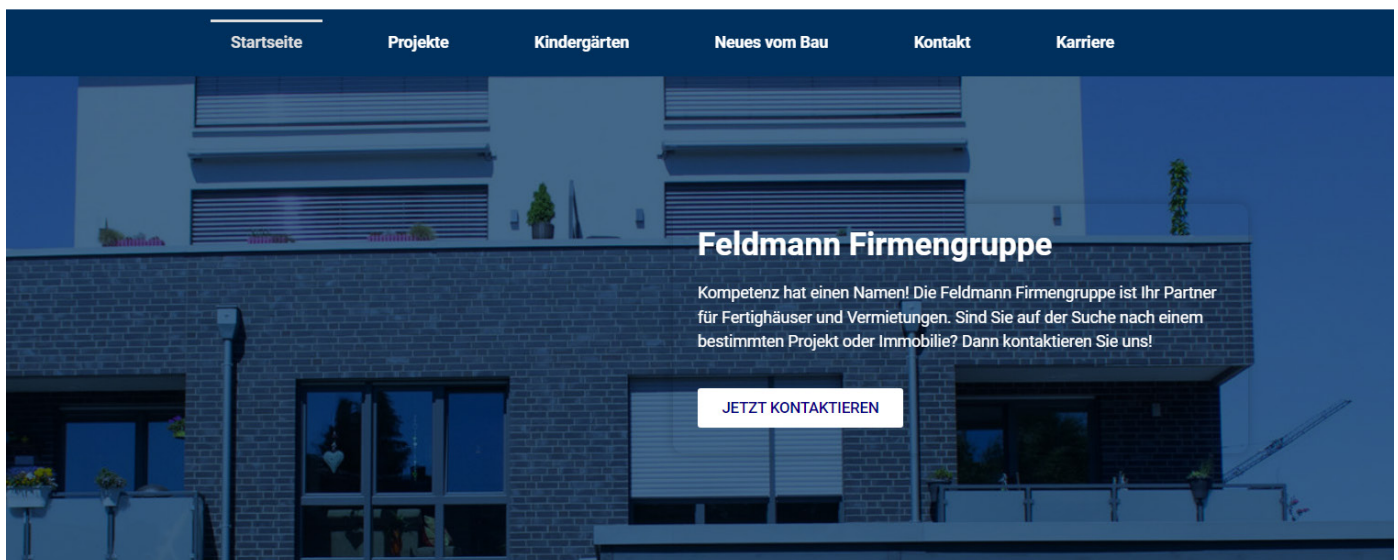 Startseite Projekte Kindergärten Neues vom Bau Kontakt Karriere
Feldmann Firmengruppe
Kompetenz hat einen Namen! Die Feldmann Firmengruppe ist Ihr Partner
für Fertighäuser und Vermietungen. Sind Sie auf der Suche nach einem
bestimmten Projekt oder Immobilie? Dann kontaktieren Sie uns!
JETZT KONTAKTIEREN